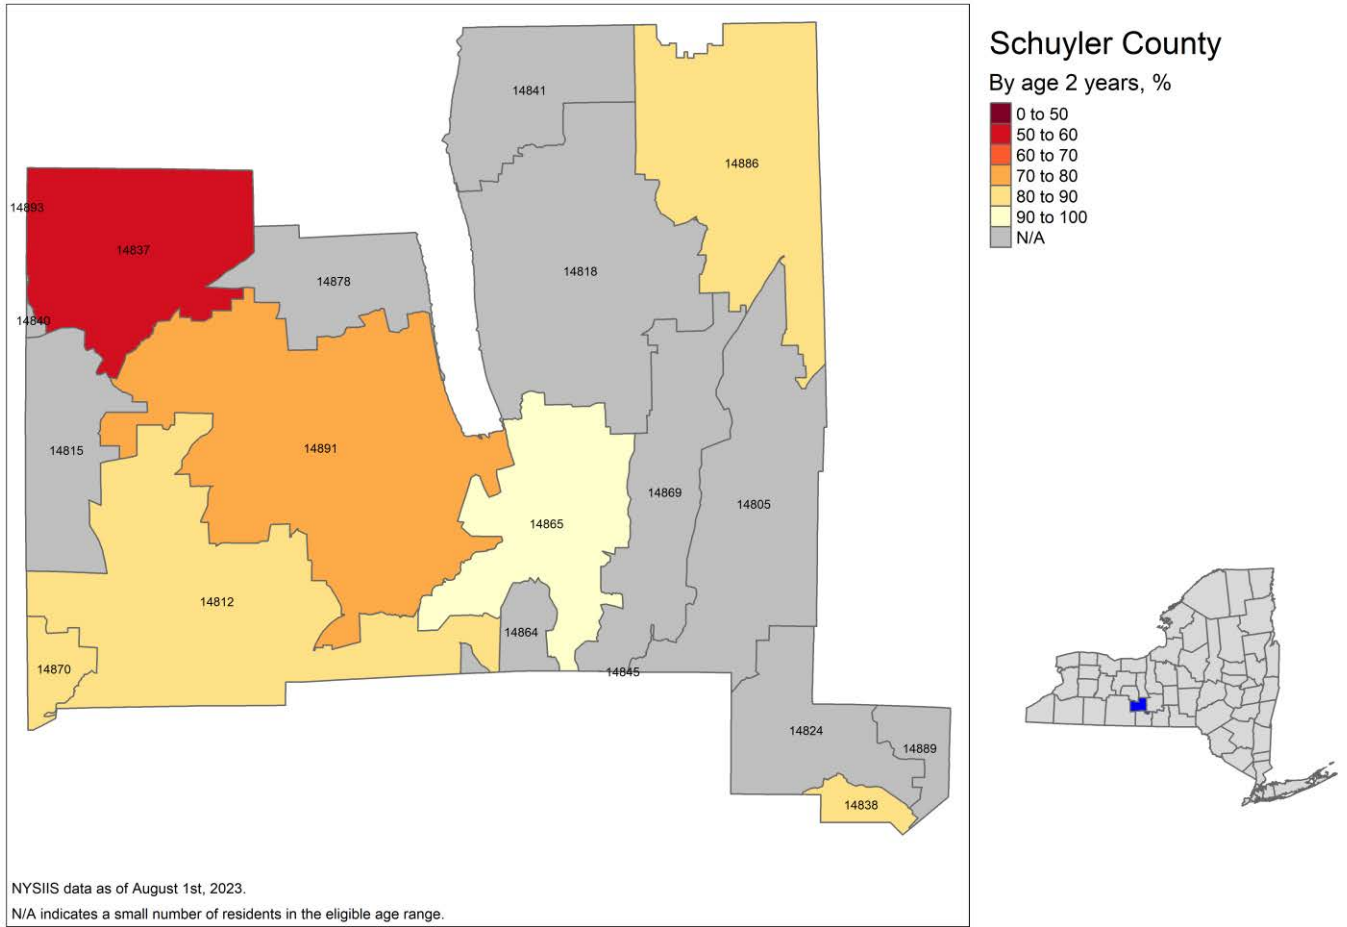 Schuyler County
By age 2 years, %
0 to 50
50 to 60
60 to 70
70 to 80
80 to 90
90 to 100
N/A
14841
14886
14893
14837
14878
14818
14840
14815
14891
14869
14805
14865
14812
14864
14870
14845
14824
14889
14838
NYSIIS data as of August 1st, 2023.
N/A indicates a small number of residents in the eligible age range.